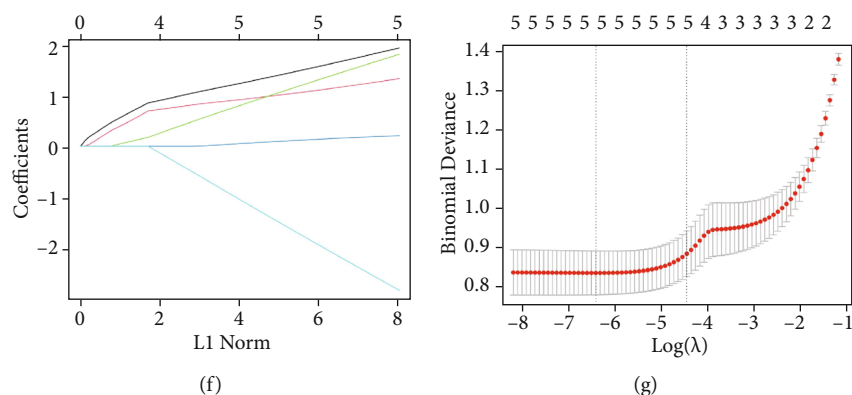 0 4 5 5 5
2
1
0
−1
−2
Coefficients
0 2 4 6 8
L1 Norm
(f)
5 5 5 5 5 5 5 5 5 5 5 4 3 3 3 3 3 2 2
1.4
1.3
1.2
1.1
1.0
0.9
0.8
Binomial Deviance
−8 −7 −6 −5 −4 −3 −2 −1
Log(λ)
(g)